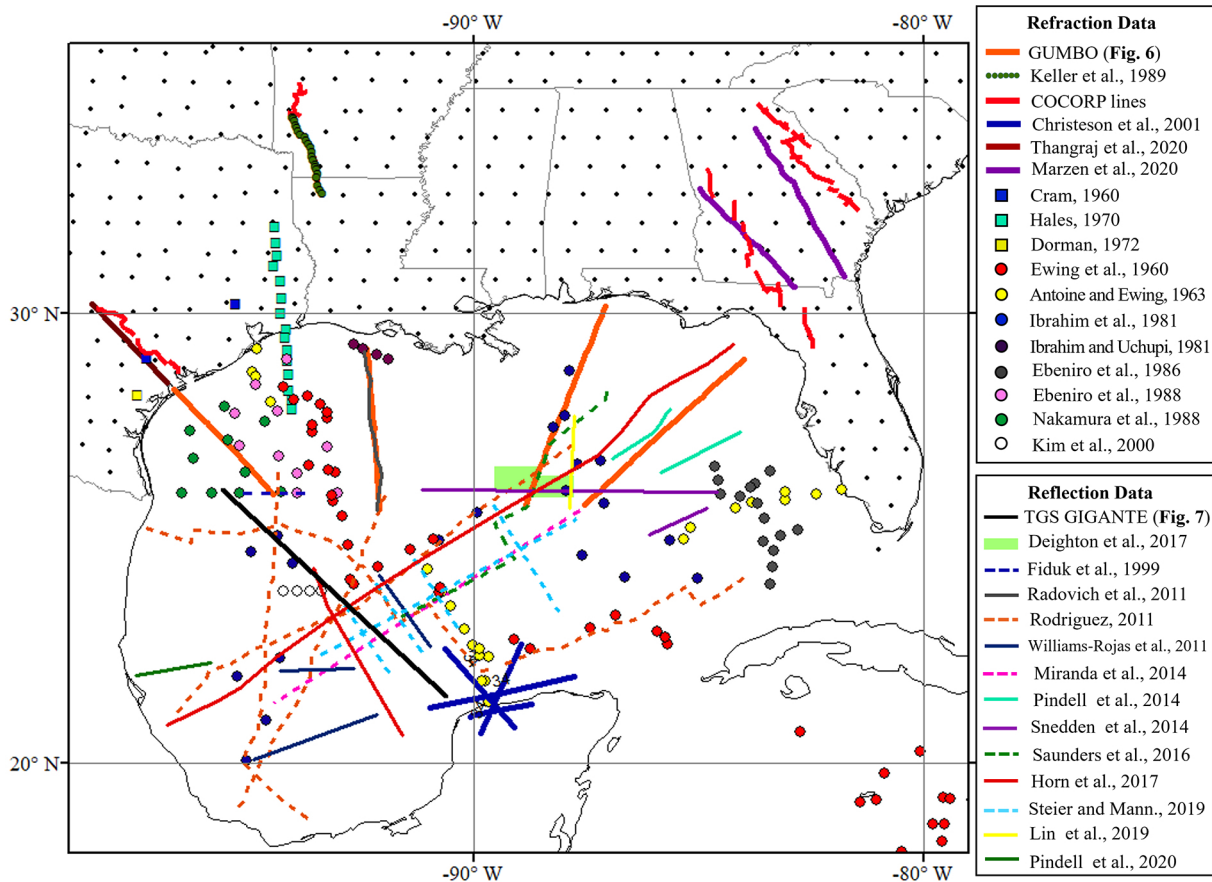 -90° W
-80° W
30° N
20° N
-90° W
-80° W
Refraction Data
GUMBO (Fig. 6)
Keller et al., 1989
COCORP lines
Christeson et al., 2001
Thangraj et al., 2020
Marzen et al., 2020
Cram, 1960
Hales, 1970
Dorman, 1972
Ewing et al., 1960
Antoine and Ewing, 1963
Ibrahim et al., 1981
Ibrahim and Uchupi, 1981
Ebeniro et al., 1986
Ebeniro et al., 1988
Nakamura et al., 1988
Kim et al., 2000
Reflection Data
TGS GIGANTE (Fig. 7)
Deighton et al., 2017
Fiduk et al., 1999
Radovich et al., 2011
Rodriguez, 2011
Williams-Rojas et al., 2011
Miranda et al., 2014
Pindell et al., 2014
Snedden et al., 2014
Saunders et al., 2016
Horn et al., 2017
Steier and Mann., 2019
Lin et al., 2019
Pindell et al., 2020